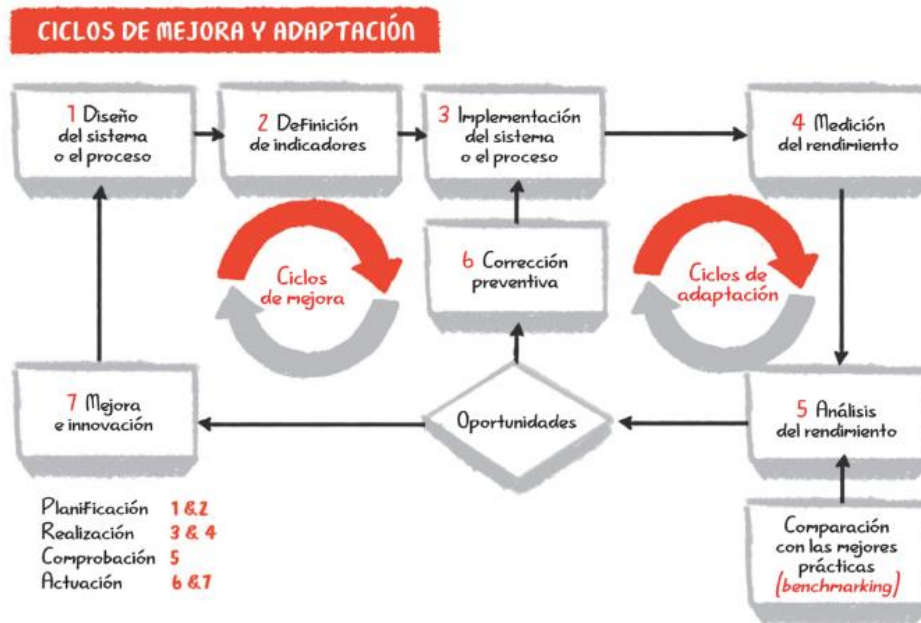 CICLOS DE MEJORA Y ADAPTACIÓN
1 Diseño
del sistema
o el proceso
2 Definición
de indicadores
3 Implementación
del sistema
o el proceso
4 Medición
del rendimiento
Ciclos
de mejora
6 Corrección
preventiva
Ciclos de
adaptación
7 Mejora
e innovación
Oportunidades
5 Análisis
del rendimiento
Planificación 1 & 2
Realización 3 & 4
Comprobación 5
Actuación 6 & 7
Comparación
con las mejores
prácticas
(benchmarking)